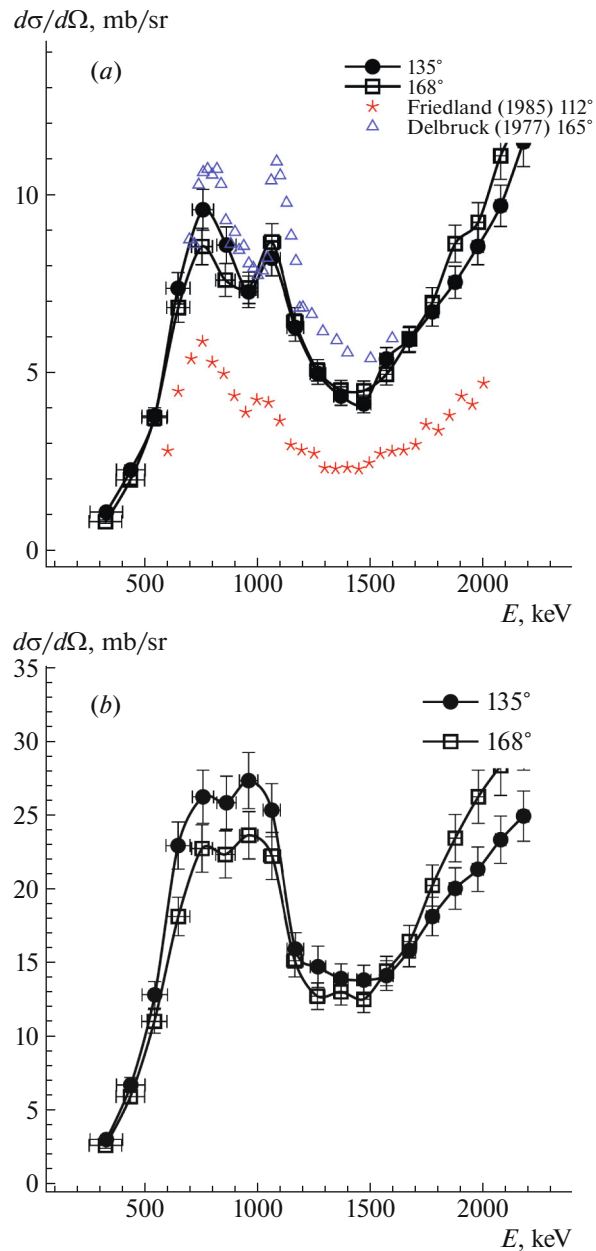 dσ/dΩ, mb/sr
(a)
135°
168°
Friedland (1985) 112°
Delbruck (1977) 165°
10
5
0
500 1000 1500 2000
E, keV
dσ/dΩ, mb/sr
35
(b)
135°
168°
30
25
20
15
10
5
0
500 1000 1500 2000
E, keV